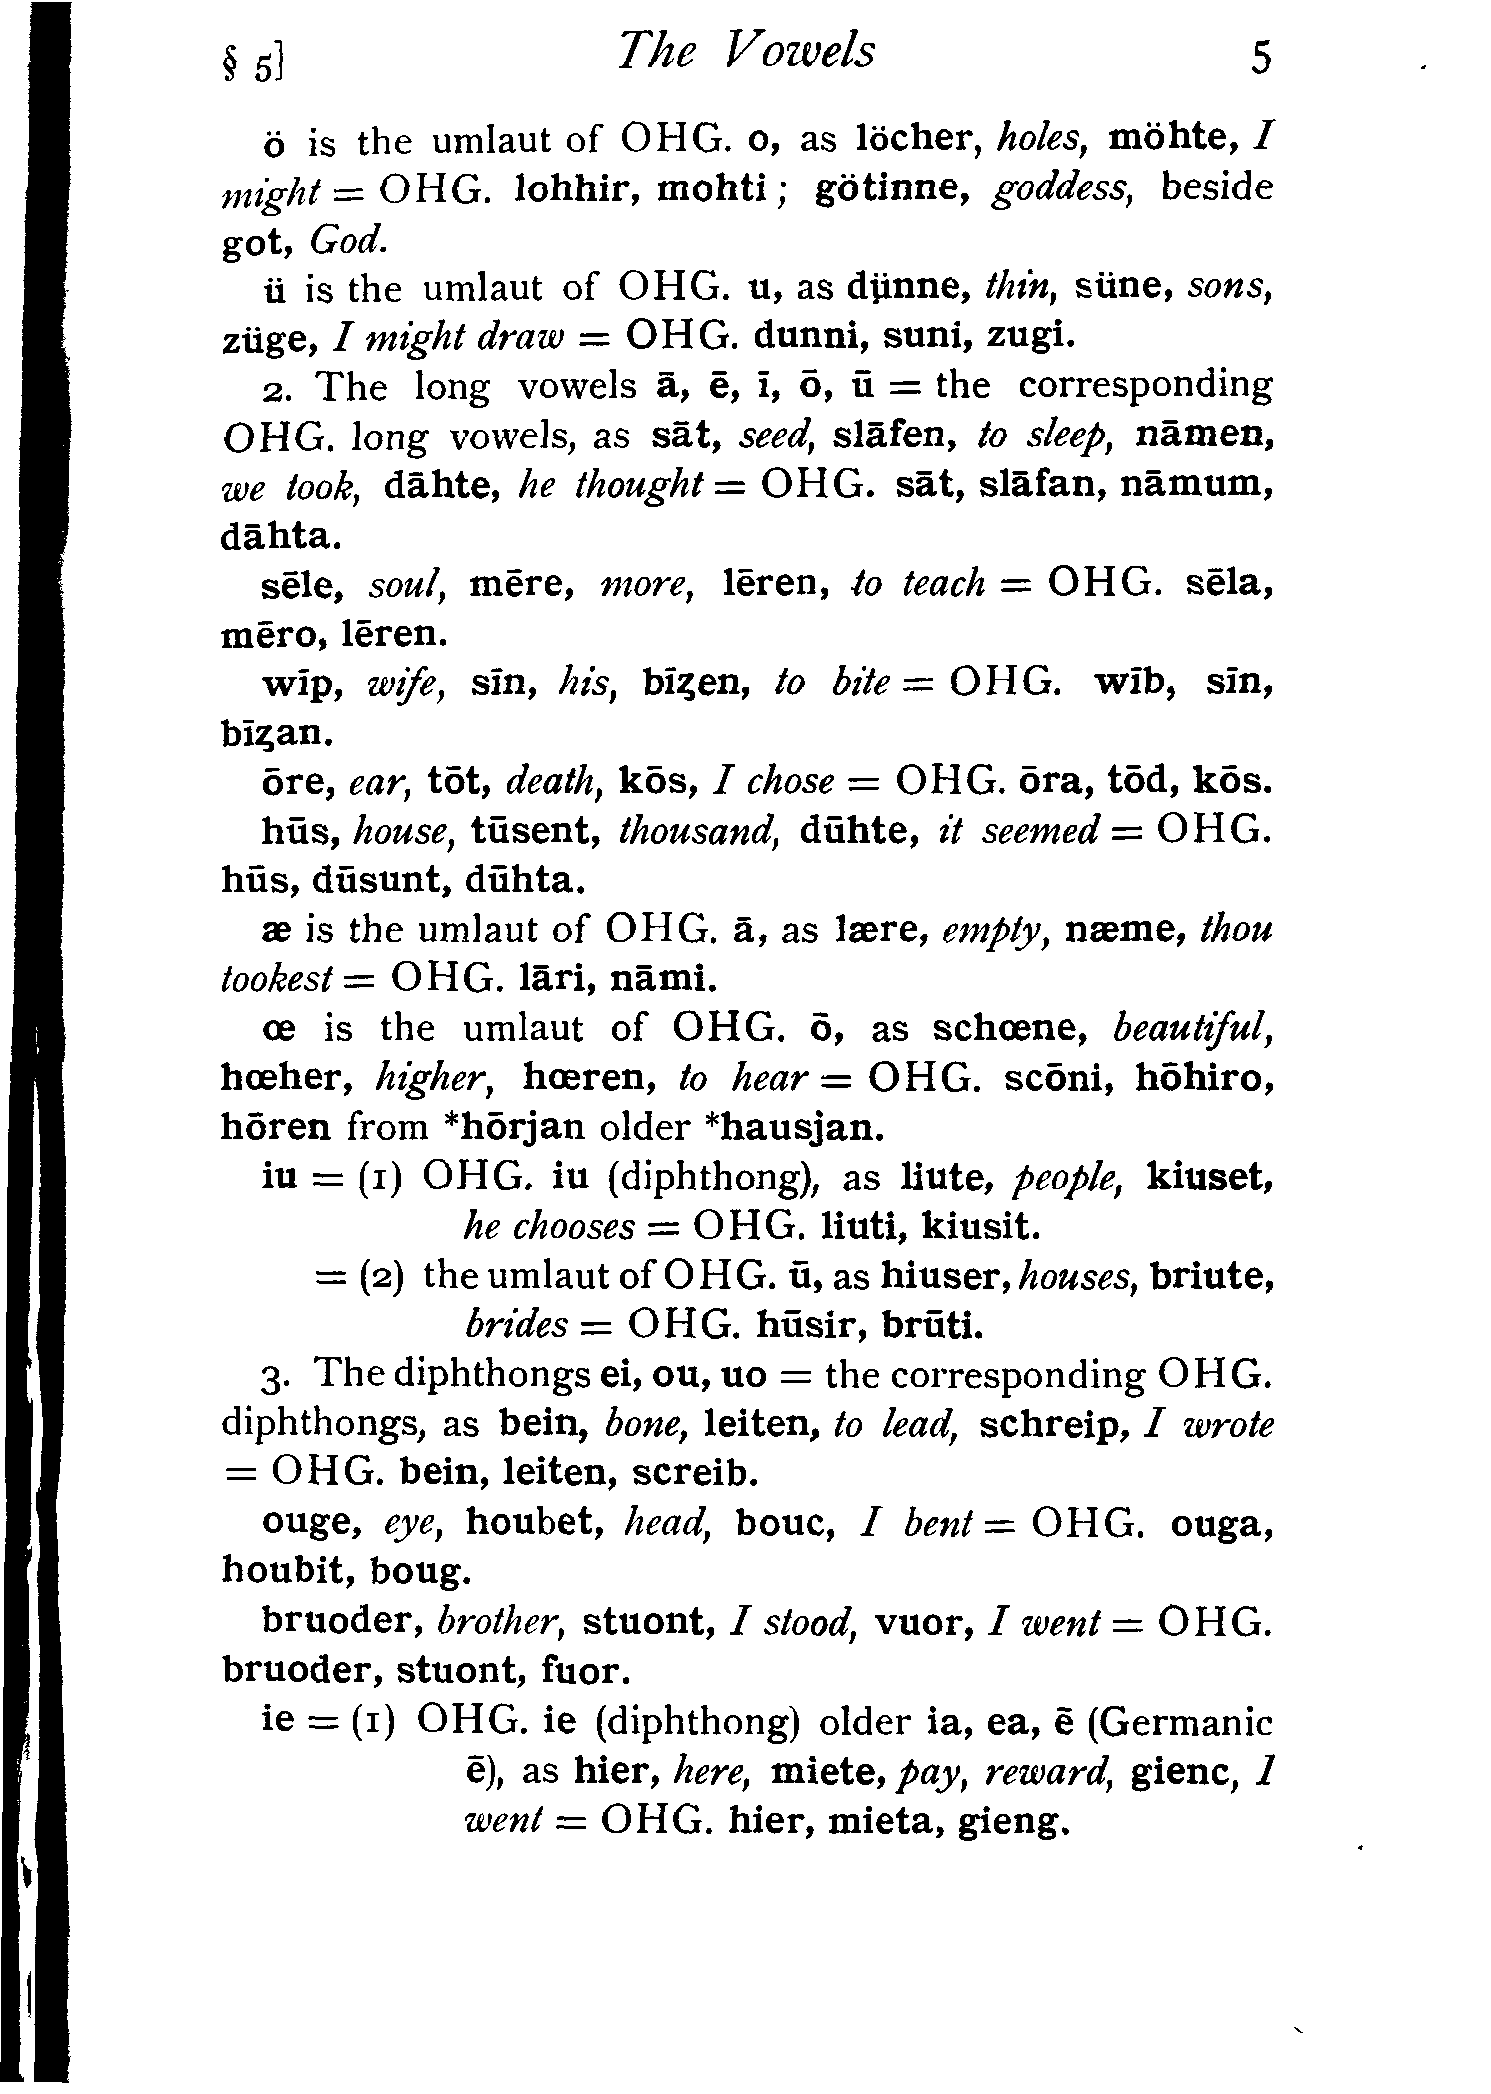 § 5] The Vowels 5
ö is the umlaut of OHG. o, as löcher, holes, möhte, I
might = OHG. lohhir, mohti ; götinne, goddess, beside
got, God.
ü is the umlaut of OHG. u, as dünne, thin, süne, sons,
züge, I might draw = OHG. dunni, suni, zugi.
2. The long vowels ā, ē, ī, ō, ū = the corresponding
OHG. long vowels, as sāt, seed, slāfen, to sleep, nāmen,
we took, dāhte, he thought = OHG. sāt, slāfan, nāmum,
dāhta.
sēle, soul, mēre, more, lēren, to teach = OHG. sēla,
mēro, lēren.
wīp, wife, sīn, his, bīȥen, to bite = OHG. wīb, sīn,
bīȥan.
ōre, ear, tōt, death, kōs, I chose = OHG. ōra, tōd, kōs.
hūs, house, tūsent, thousand, dūhte, it seemed = OHG.
hūs, dūsunt, dūhta.
æ is the umlaut of OHG. ā, as lære, empty, næme, thou
tookest = OHG. lāri, nāmi.
œ is the umlaut of OHG. ō, as schœne, beautiful,
hœher, higher, hœren, to hear = OHG. scōni, hōhiro,
hōren from *hōrjan older *hausjan.
iu = (1) OHG. iu (diphthong), as liute, people, kiuset,
he chooses = OHG. liuti, kiusit.
= (2) the umlaut of OHG. ū, as hiuser, houses, briute,
brides = OHG. hūsir, brūti.
3. The diphthongs ei, ou, uo = the corresponding OHG.
diphthongs, as bein, bone, leiten, to lead, schreip, I wrote
= OHG. bein, leiten, screib.
ouge, eye, houbet, head, bouc, I bent = OHG. ouga,
houbit, boug.
bruoder, brother, stuont, I stood, vuor, I went = OHG.
bruoder, stuont, fuor.
ie = (1) OHG. ie (diphthong) older ia, ea, ē (Germanic
ē), as hier, here, miete, pay, reward, gienc, I
went = OHG. hier, mieta, gieng.